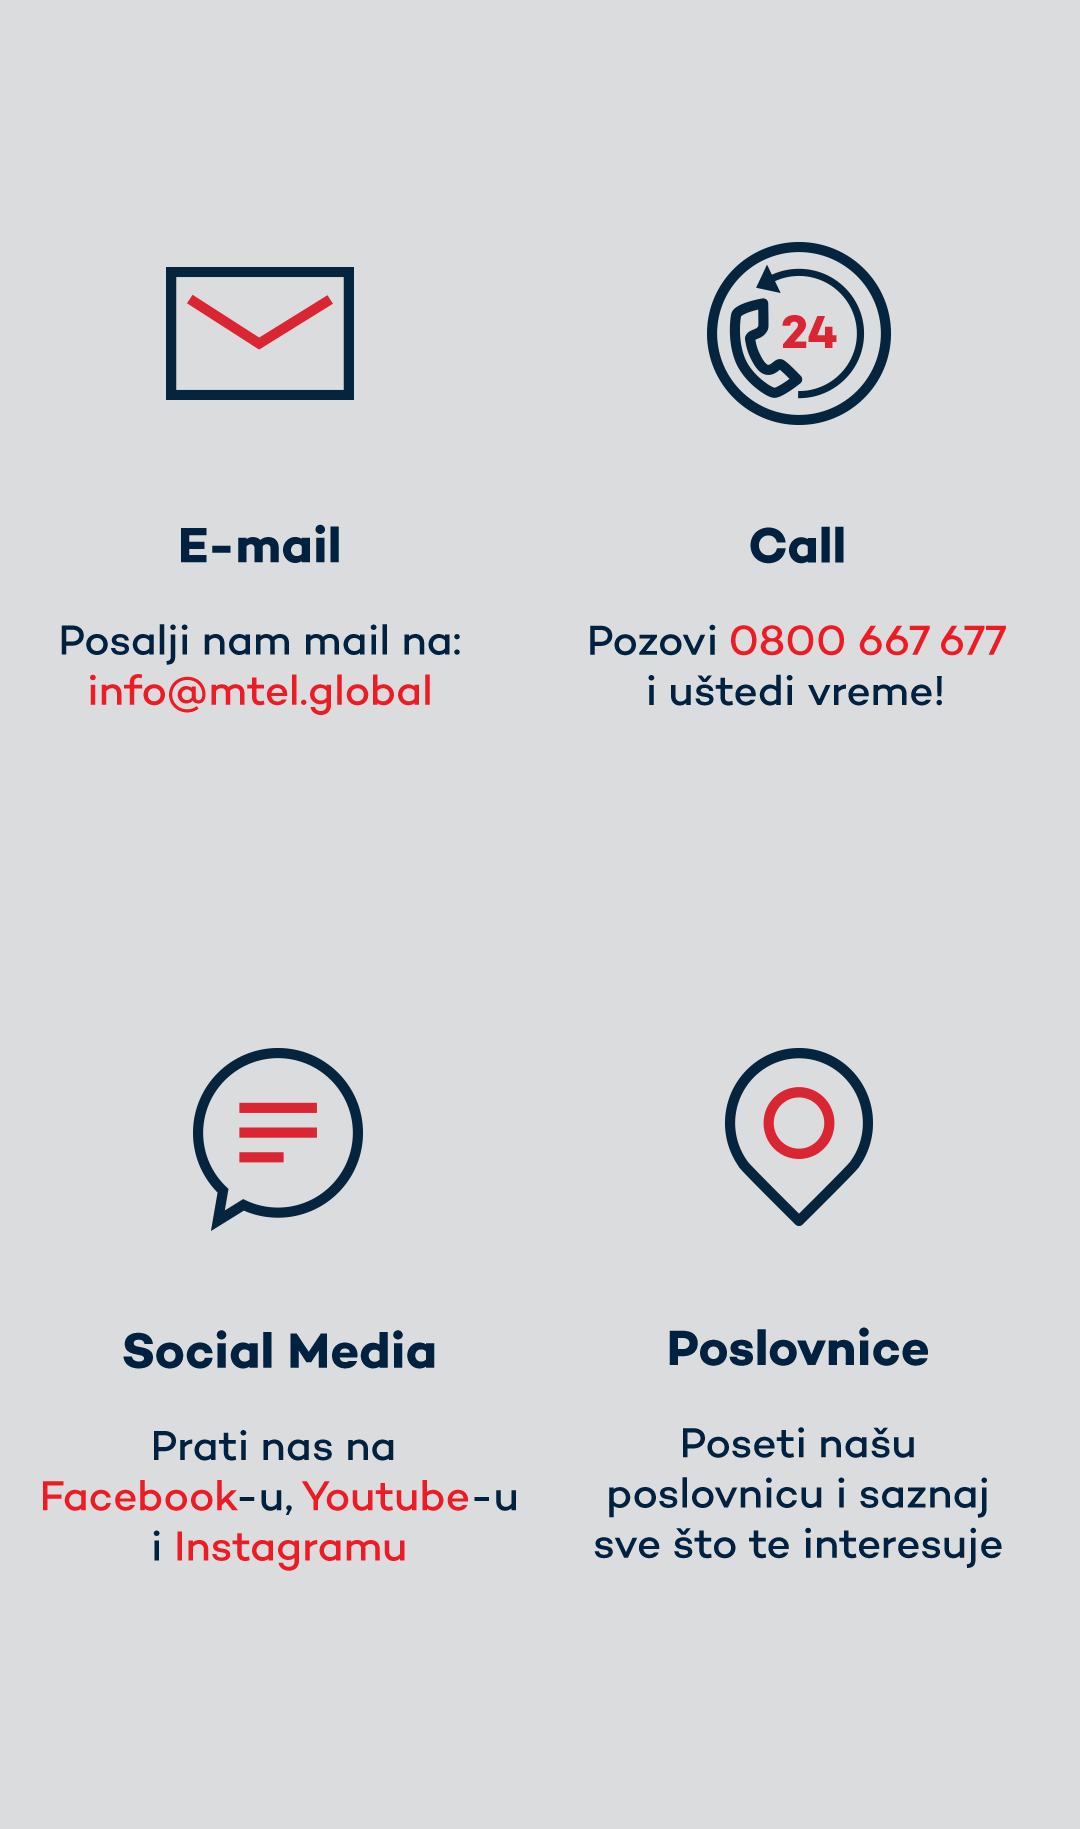 24
E-mail
Posalji nam mail na:
info@mtel.global
Call
Pozovi 0800 667 677
i uštedi vreme!
Social Media
Prati nas na
Facebook-u, Youtube-u
i Instagramu
Poslovnice
Poseti našu
poslovnicu i saznaj
sve što te interesuje